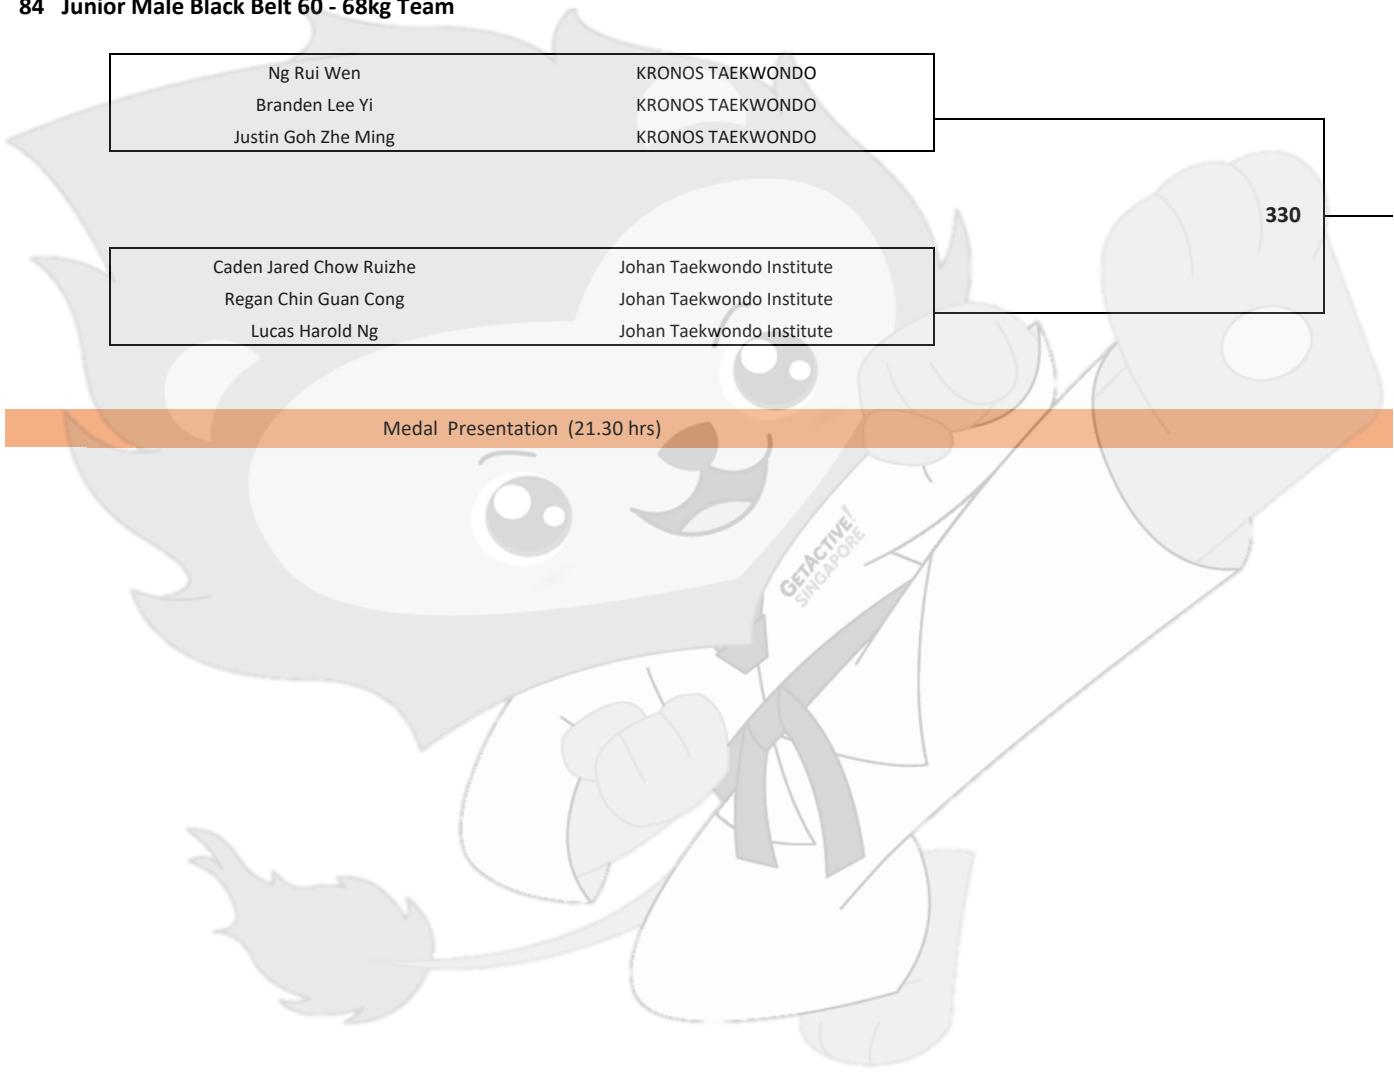 84 Junior Male Black Belt 60 - 68kg Team
Ng Rui Wen KRONOS TAEKWONDO
Branden Lee Yi KRONOS TAEKWONDO
Justin Goh Zhe Ming KRONOS TAEKWONDO
330
Caden Jared Chow Ruizhe Johan Taekwondo Institute
Regan Chin Guan Cong Johan Taekwondo Institute
Lucas Harold Ng Johan Taekwondo Institute
Medal Presentation (21.30 hrs)
GETACTIVE!
SINGAPORE